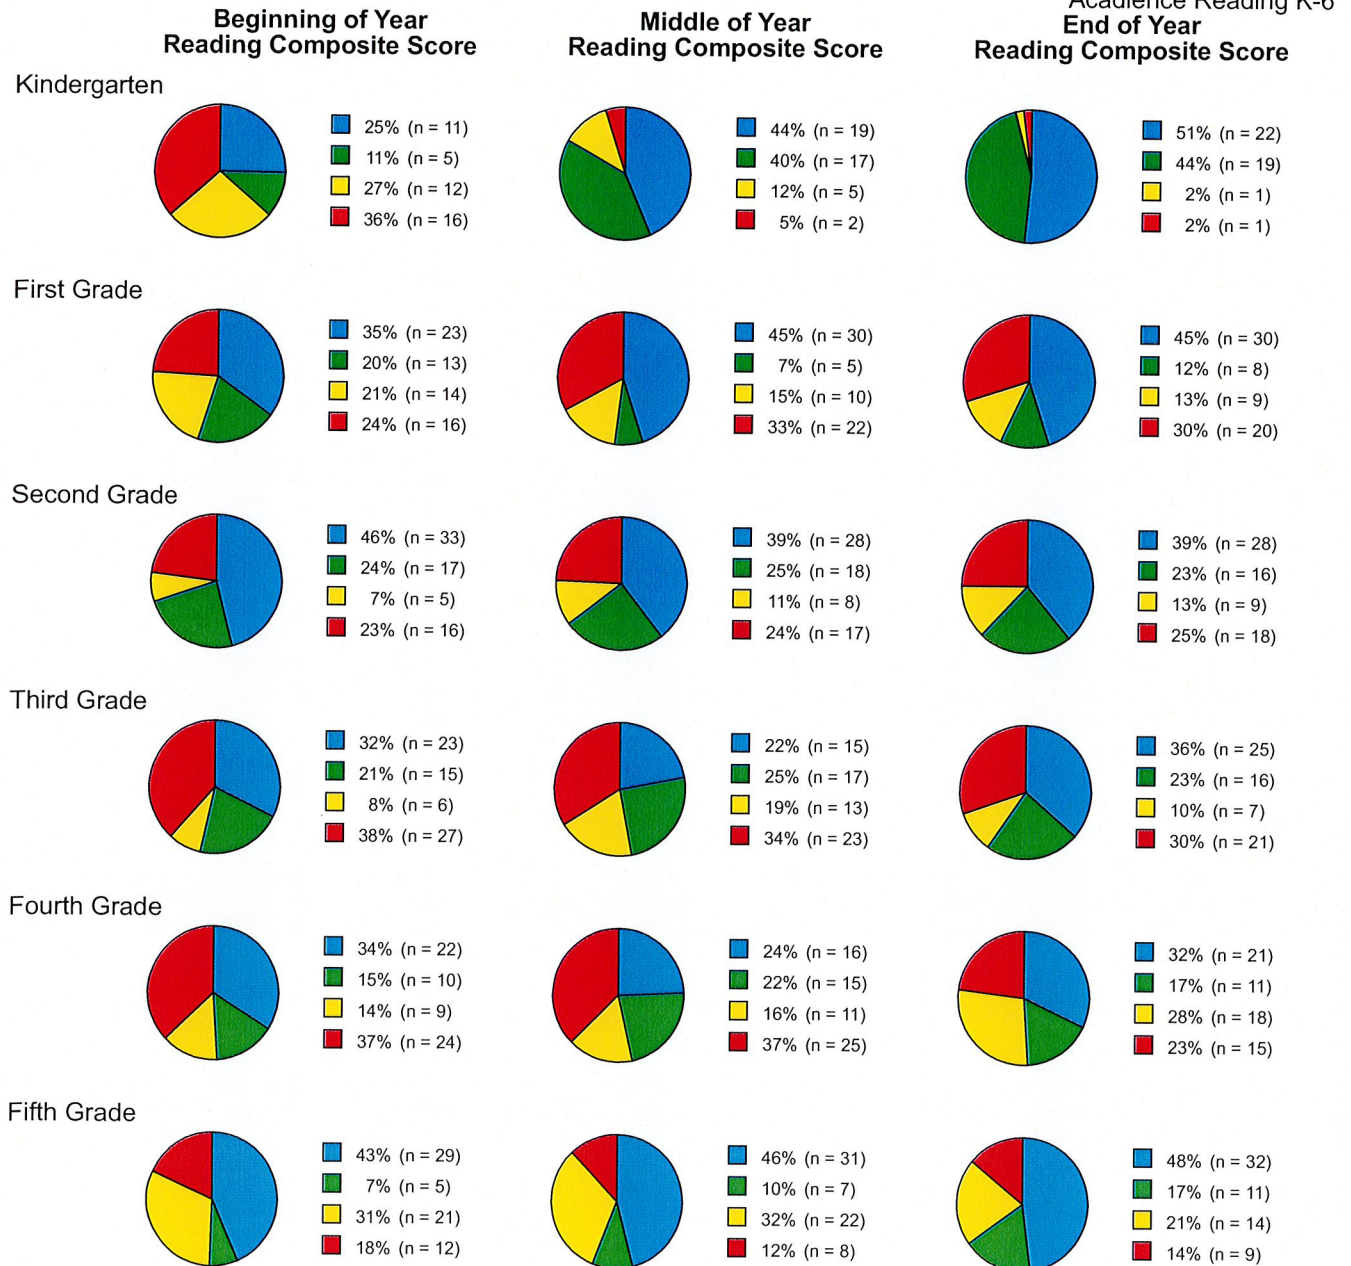 Acadience Reading K-6
Beginning of Year
Reading Composite Score
Middle of Year
Reading Composite Score
End of Year
Reading Composite Score
Kindergarten
25% (n = 11)
11% (n = 5)
27% (n = 12)
36% (n = 16)
44% (n = 19)
40% (n = 17)
12% (n = 5)
5% (n = 2)
51% (n = 22)
44% (n = 19)
2% (n = 1)
2% (n = 1)
First Grade
35% (n = 23)
20% (n = 13)
21% (n = 14)
24% (n = 16)
45% (n = 30)
7% (n = 5)
15% (n = 10)
33% (n = 22)
45% (n = 30)
12% (n = 8)
13% (n = 9)
30% (n = 20)
Second Grade
46% (n = 33)
24% (n = 17)
7% (n = 5)
23% (n = 16)
39% (n = 28)
25% (n = 18)
11% (n = 8)
24% (n = 17)
39% (n = 28)
23% (n = 16)
13% (n = 9)
25% (n = 18)
Third Grade
32% (n = 23)
21% (n = 15)
8% (n = 6)
38% (n = 27)
22% (n = 15)
25% (n = 17)
19% (n = 13)
34% (n = 23)
36% (n = 25)
23% (n = 16)
10% (n = 7)
30% (n = 21)
Fourth Grade
34% (n = 22)
15% (n = 10)
14% (n = 9)
37% (n = 24)
24% (n = 16)
22% (n = 15)
16% (n = 11)
37% (n = 25)
32% (n = 21)
17% (n = 11)
28% (n = 18)
23% (n = 15)
Fifth Grade
43% (n = 29)
7% (n = 5)
31% (n = 21)
18% (n = 12)
46% (n = 31)
10% (n = 7)
32% (n = 22)
12% (n = 8)
48% (n = 32)
17% (n = 11)
21% (n = 14)
14% (n = 9)